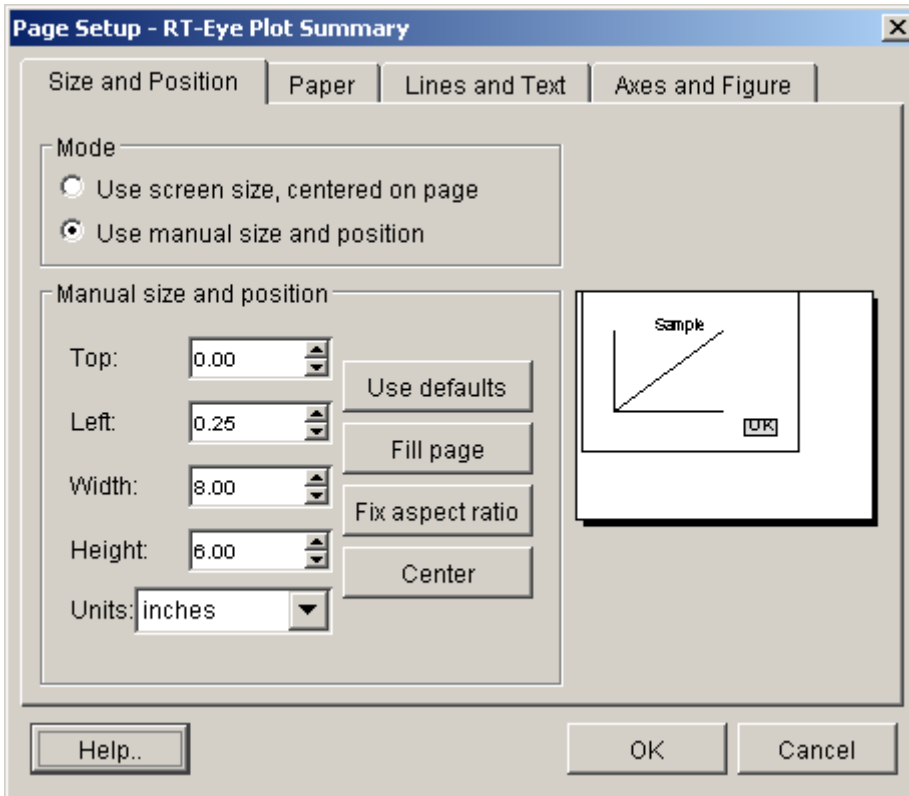 Page Setup - RT-Eye Plot Summary
Size and Position Paper Lines and Text Axes and Figure
Mode
Use screen size, centered on page
Use manual size and position
Manual size and position
Top: 0.00
Left: 0.25
Width: 8.00
Height: 6.00
Units: inches
Use defaults
Fill page
Fix aspect ratio
Center
Sample
OK
Help..
OK Cancel